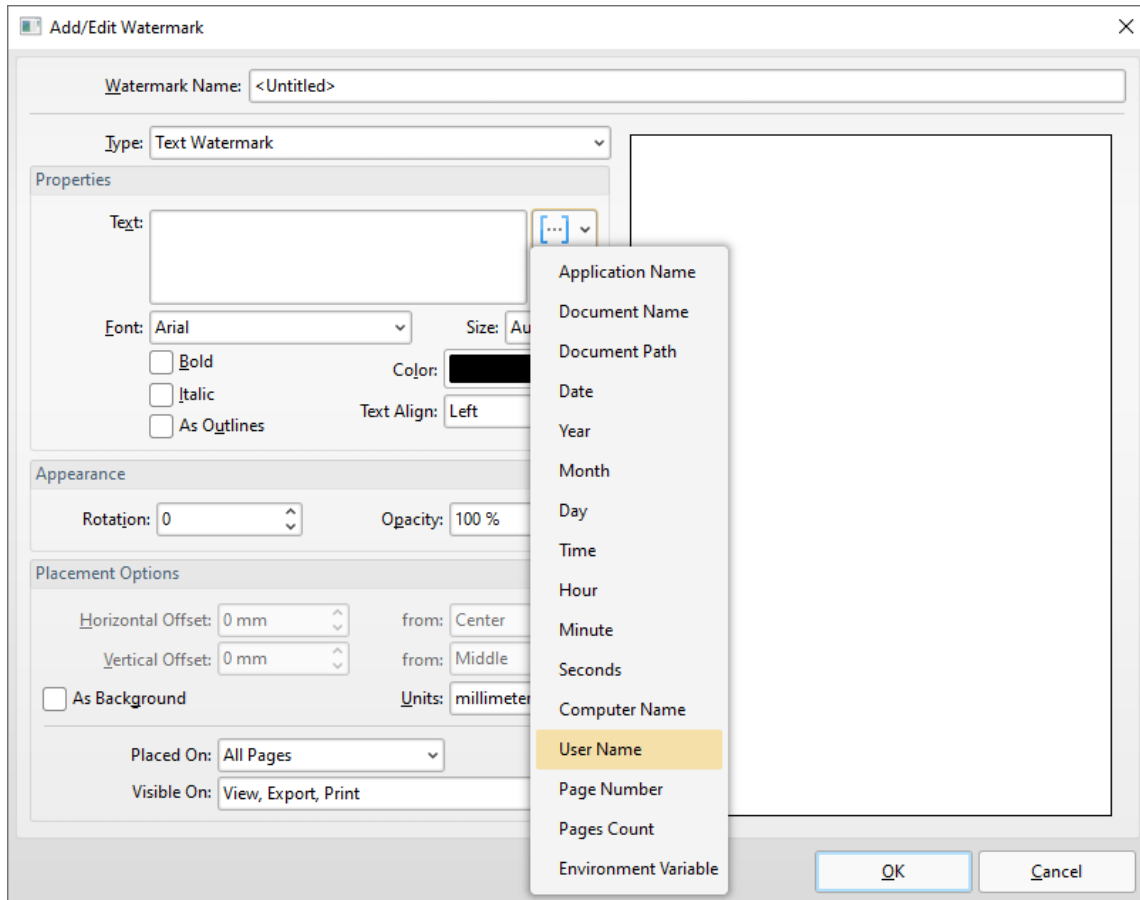 Add/Edit Watermark
Watermark Name: <Untitled>
Type: Text Watermark
Properties
Text:
[...]
Font: Arial
Size: Au
Bold
Color:
Italic
Text Align: Left
As Outlines
Appearance
Rotation: 0
Opacity: 100 %
Placement Options
Horizontal Offset: 0 mm
from: Center
Vertical Offset: 0 mm
from: Middle
As Background
Units: millimeter
Placed On: All Pages
Visible On: View, Export, Print
Application Name
Document Name
Document Path
Date
Year
Month
Day
Time
Hour
Minute
Seconds
Computer Name
User Name
Page Number
Pages Count
Environment Variable
OK
Cancel